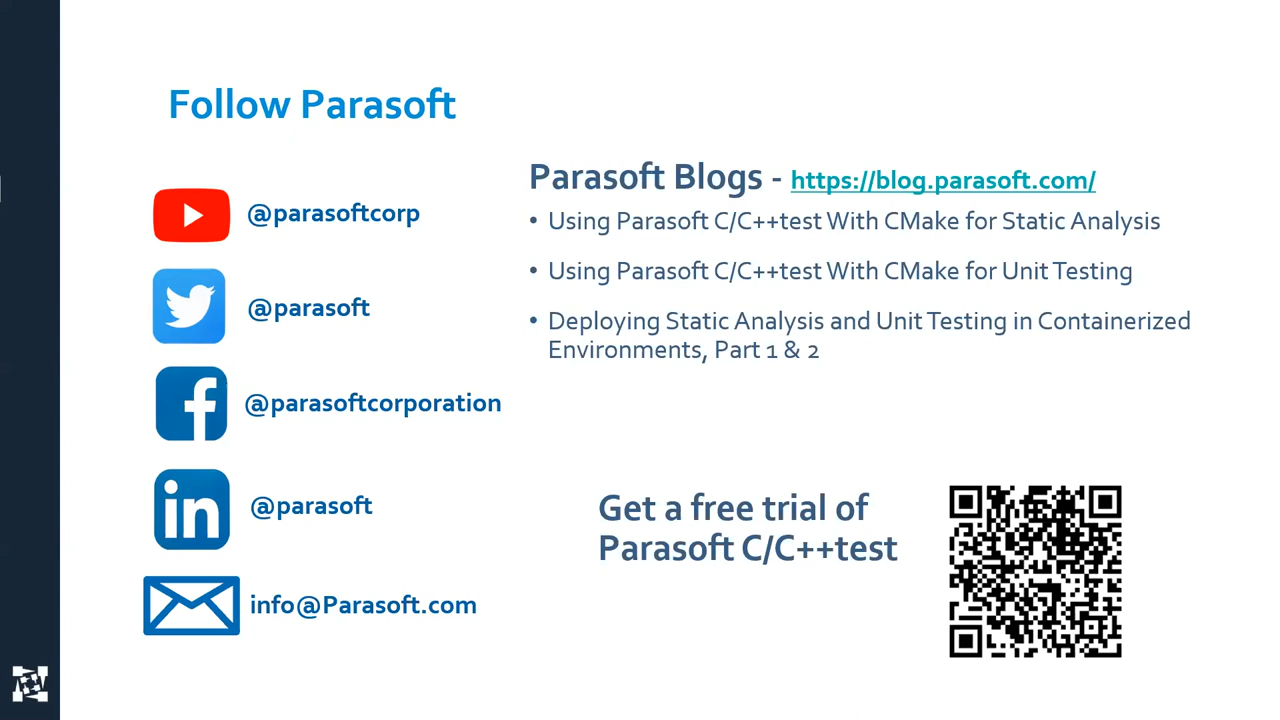 Follow Parasoft
@parasoftcorp
@parasoft
@parasoftcorporation
in
@parasoft
info@Parasoft.com
Parasoft Blogs - https://blog.parasoft.com/
• Using Parasoft C/C++test With CMake for Static Analysis
• Using Parasoft C/C++test With CMake for Unit Testing
• Deploying Static Analysis and Unit Testing in Containerized
Environments, Part 1 & 2
Get a free trial of
Parasoft C/C++test